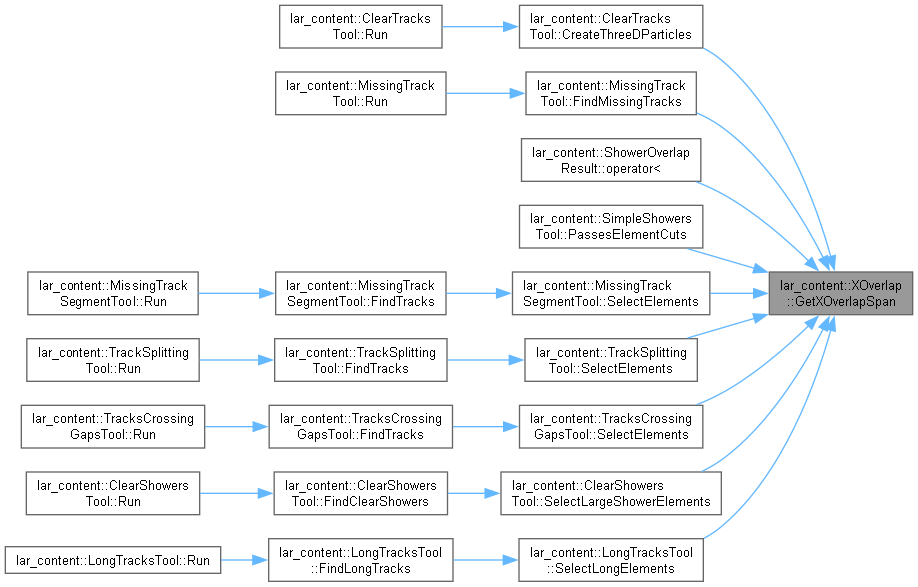 lar_content::ClearTracks
Tool::Run
lar_content::ClearTracks
Tool::CreateThreeDParticles
lar_content::MissingTrack
Tool::Run
lar_content::MissingTrack
Tool::FindMissingTracks
lar_content::ShowerOverlap
Result::operator<
lar_content::SimpleShowers
Tool::PassesElementCuts
lar_content::MissingTrack
SegmentTool::Run
lar_content::MissingTrack
SegmentTool::FindTracks
lar_content::MissingTrack
SegmentTool::SelectElements
lar_content::XOverlap
::GetXOverlapSpan
lar_content::TrackSplitting
Tool::Run
lar_content::TrackSplitting
Tool::FindTracks
lar_content::TrackSplitting
Tool::SelectElements
lar_content::TracksCrossing
GapsTool::Run
lar_content::TracksCrossing
GapsTool::FindTracks
lar_content::TracksCrossing
GapsTool::SelectElements
lar_content::ClearShowers
Tool::Run
lar_content::ClearShowers
Tool::FindClearShowers
lar_content::ClearShowers
Tool::SelectLargeShowerElements
lar_content::LongTracksTool::Run
lar_content::LongTracksTool
::FindLongTracks
lar_content::LongTracksTool
::SelectLongElements